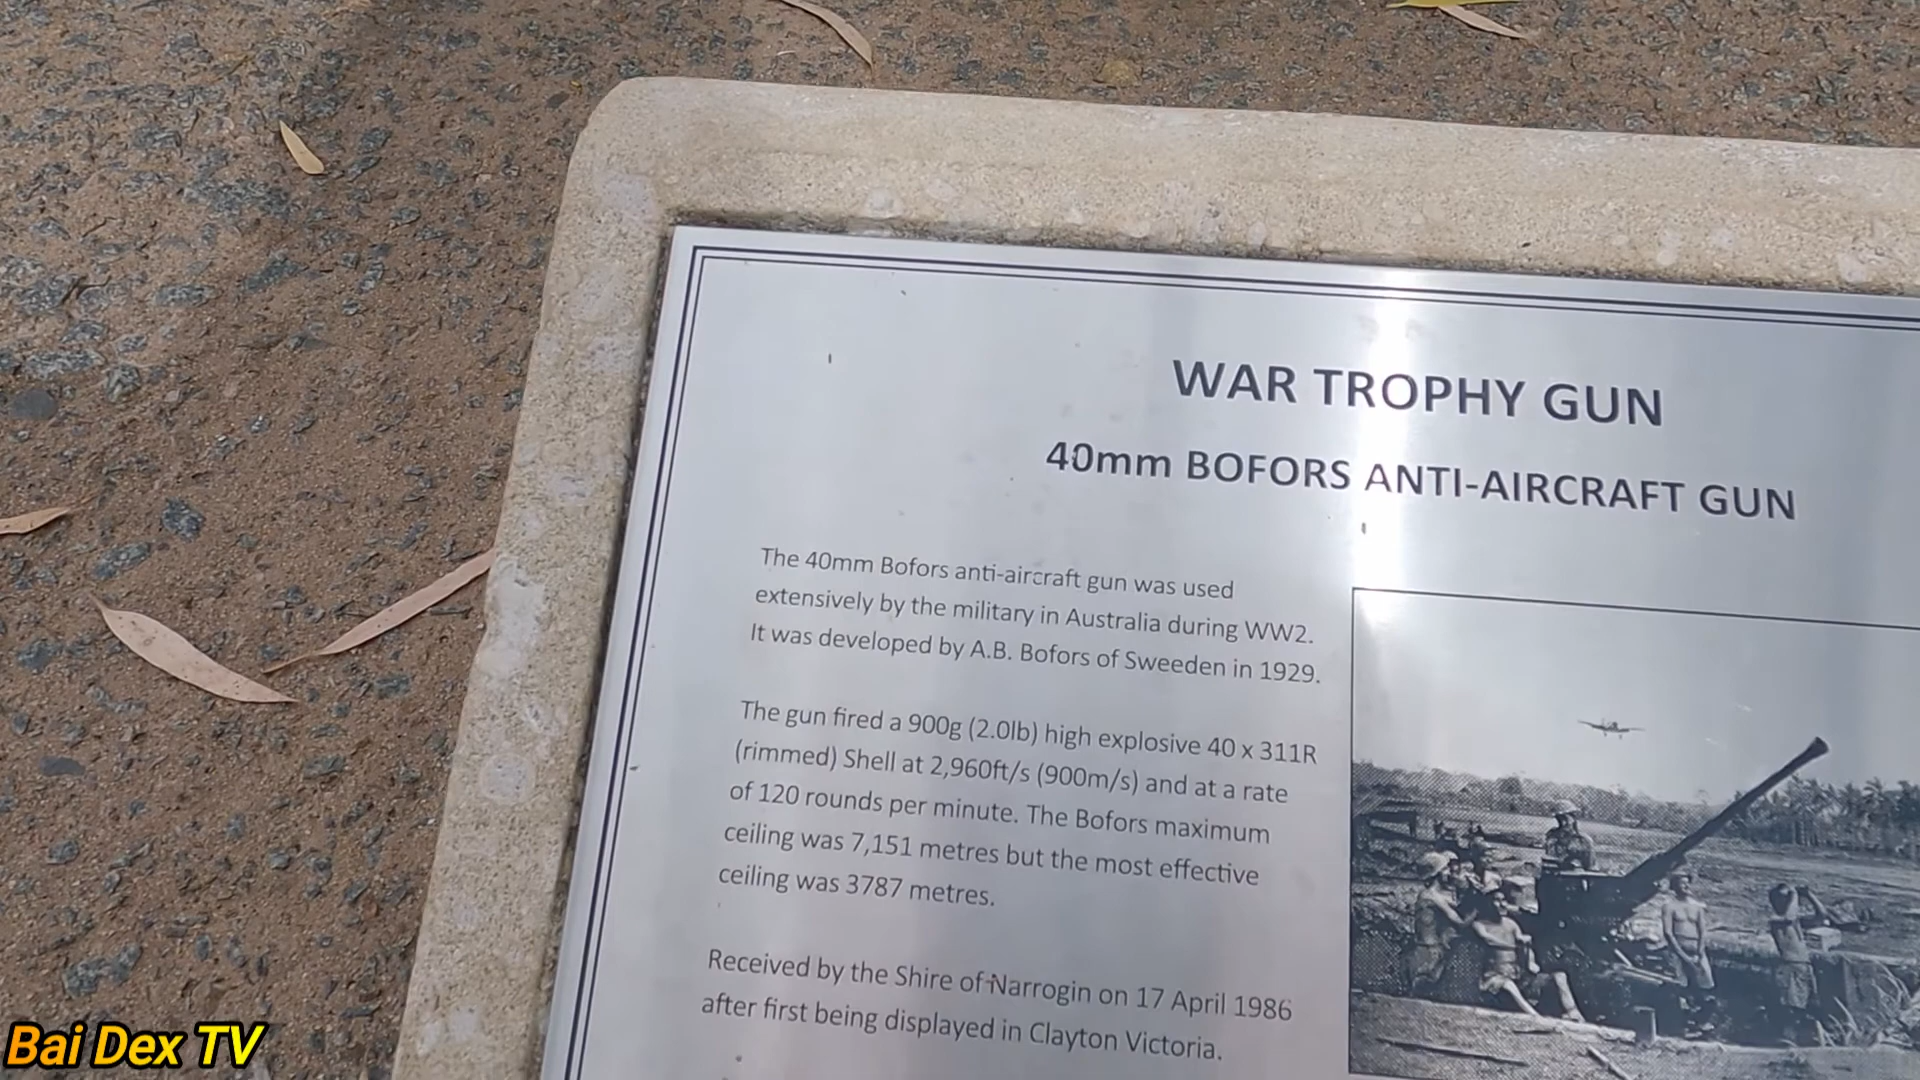 WAR TROPHY GUN
40mm BOFORS ANTI-AIRCRAFT GUN
The 40mm Bofors anti-aircraft gun was used
extensively by the military in Australia during WW2.
It was developed by A.B. Bofors of Sweeden in 1929.
The gun fired a 900g (2.0lb) high explosive 40 x 311R
(rimmed) Shell at 2,960ft/s (900m/s) and at a rate
of 120 rounds per minute. The Bofors maximum
ceiling was 7,151 metres but the most effective
ceiling was 3787 metres.
Received by the Shire of Narrogin on 17 April 1986
after first being displayed in Clayton Victoria.
Bai Dex TV